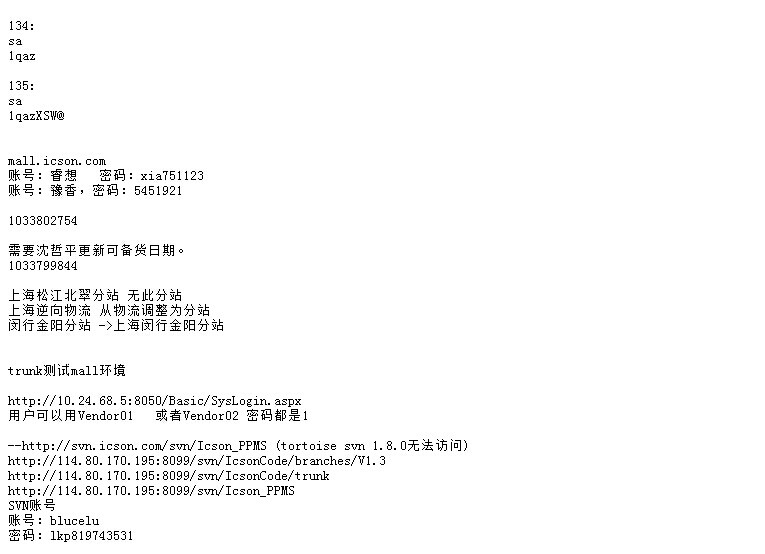 134:
sa
1qaz
135:
sa
1qazXSW@
mall.icson.com
账号: 睿想   密码: xia751123
账号: 豫香, 密码: 5451921
1033802754
需要沈哲平更新可备货日期。
1033799844
上海松江北翠分站 无此分站
上海逆向物流 从物流调整为分站
闵行金阳分站 ->上海闵行金阳分站
trunk测试mall环境
http://10.24.68.5:8050/Basic/SysLogin.aspx
用户可以用Vendor01   或者Vendor02 密码都是1
--http://svn.icson.com/svn/Icson_PPMS (tortoise svn 1.8.0无法访问)
http://114.80.170.195:8099/svn/IcsonCode/branches/V1.3
http://114.80.170.195:8099/svn/IcsonCode/trunk
http://114.80.170.195:8099/svn/Icson_PPMS
SVN账号
账号: blucelu
密码: lkp819743531